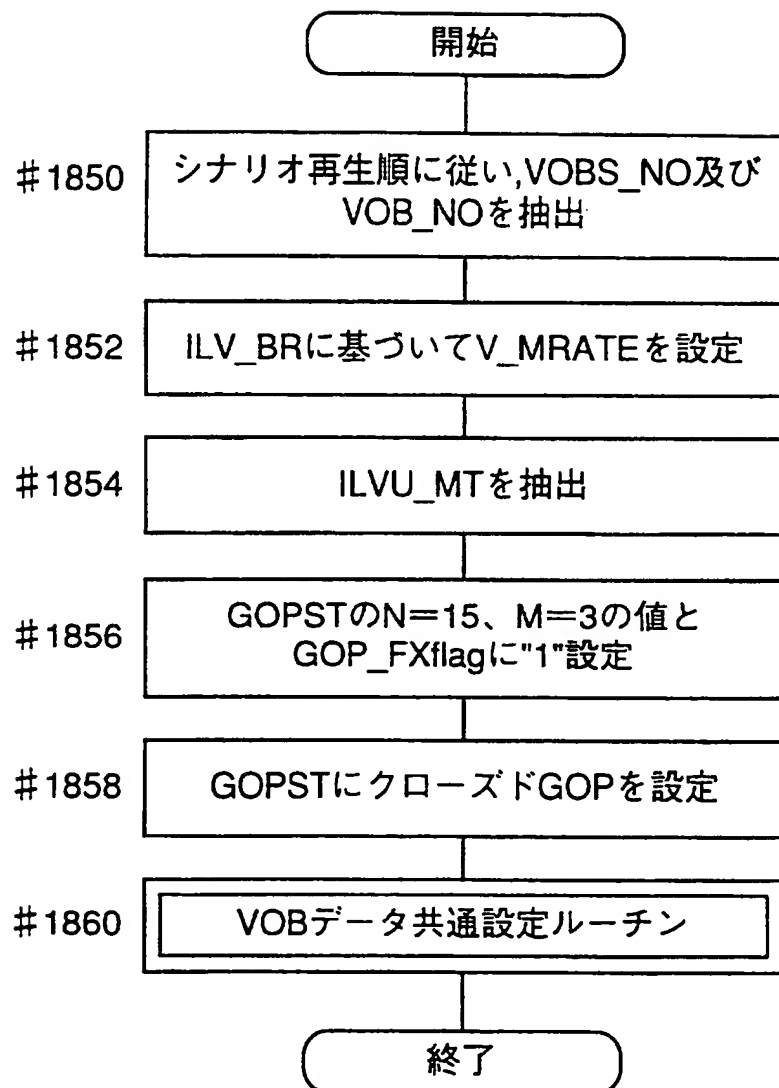 開始
#1850
シナリオ再生順に従い,VOBS_NO及び
VOB_NOを抽出
#1852
ILV_BRに基づいてV_MRATEを設定
#1854
ILVU_MTを抽出
#1856
GOPSTのN=15、M=3の値と
GOP_FXflagに"1"設定
#1858
GOPSTにクローズドGOPを設定
#1860
VOBデータ共通設定ルーチン
終了